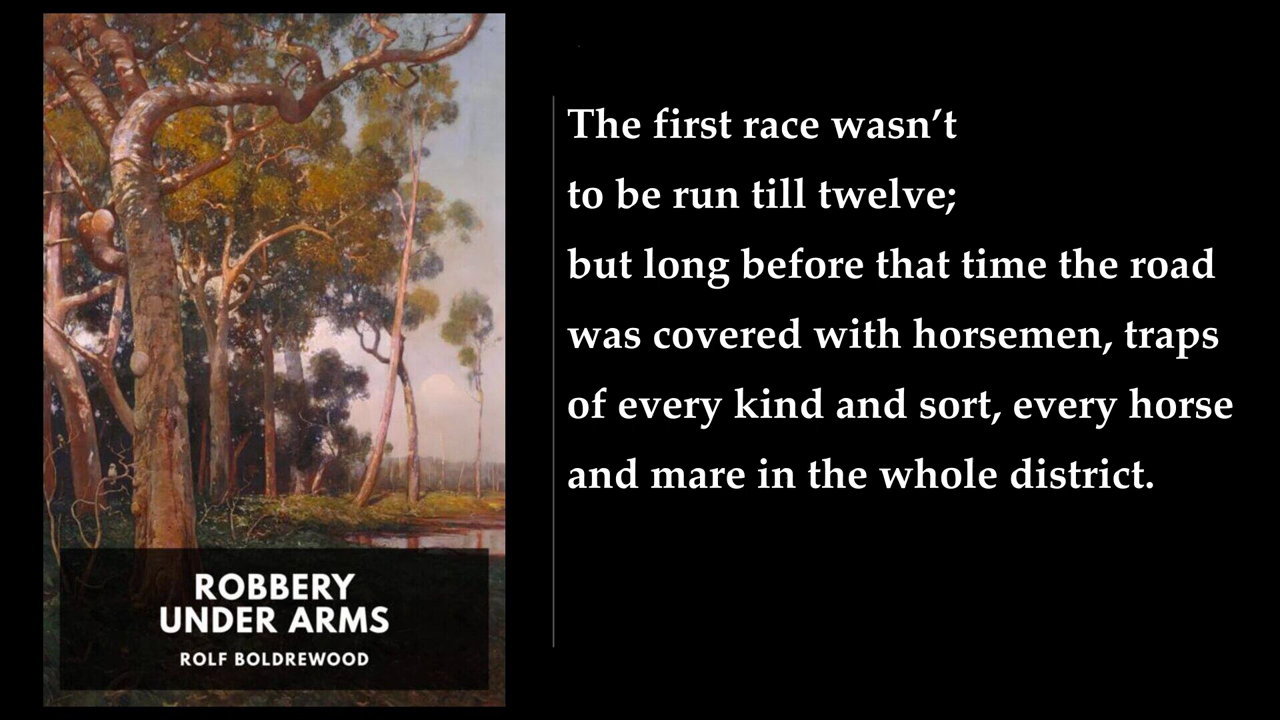 The first race wasn’t
to be run till twelve;
but long before that time the road
was covered with horsemen, traps
of every kind and sort, every horse
and mare in the whole district.
ROBBERY
UNDER ARMS
ROLF BOLDREWOOD